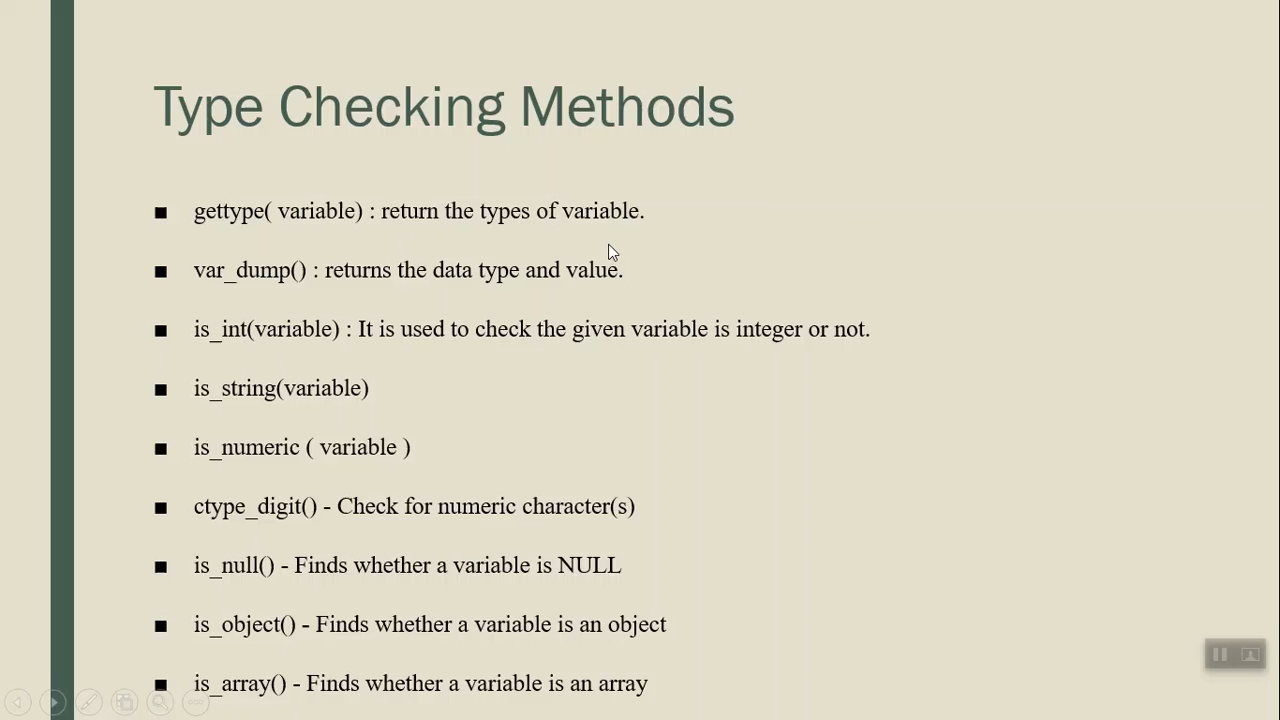 Type Checking Methods
■ gettype( variable) : return the types of variable.
■ var_dump() : returns the data type and value.
■ is_int(variable) : It is used to check the given variable is integer or not.
■ is_string(variable)
■ is_numeric ( variable )
■ ctype_digit() - Check for numeric character(s)
■ is_null() - Finds whether a variable is NULL
■ is_object() - Finds whether a variable is an object
■ is_array() - Finds whether a variable is an array